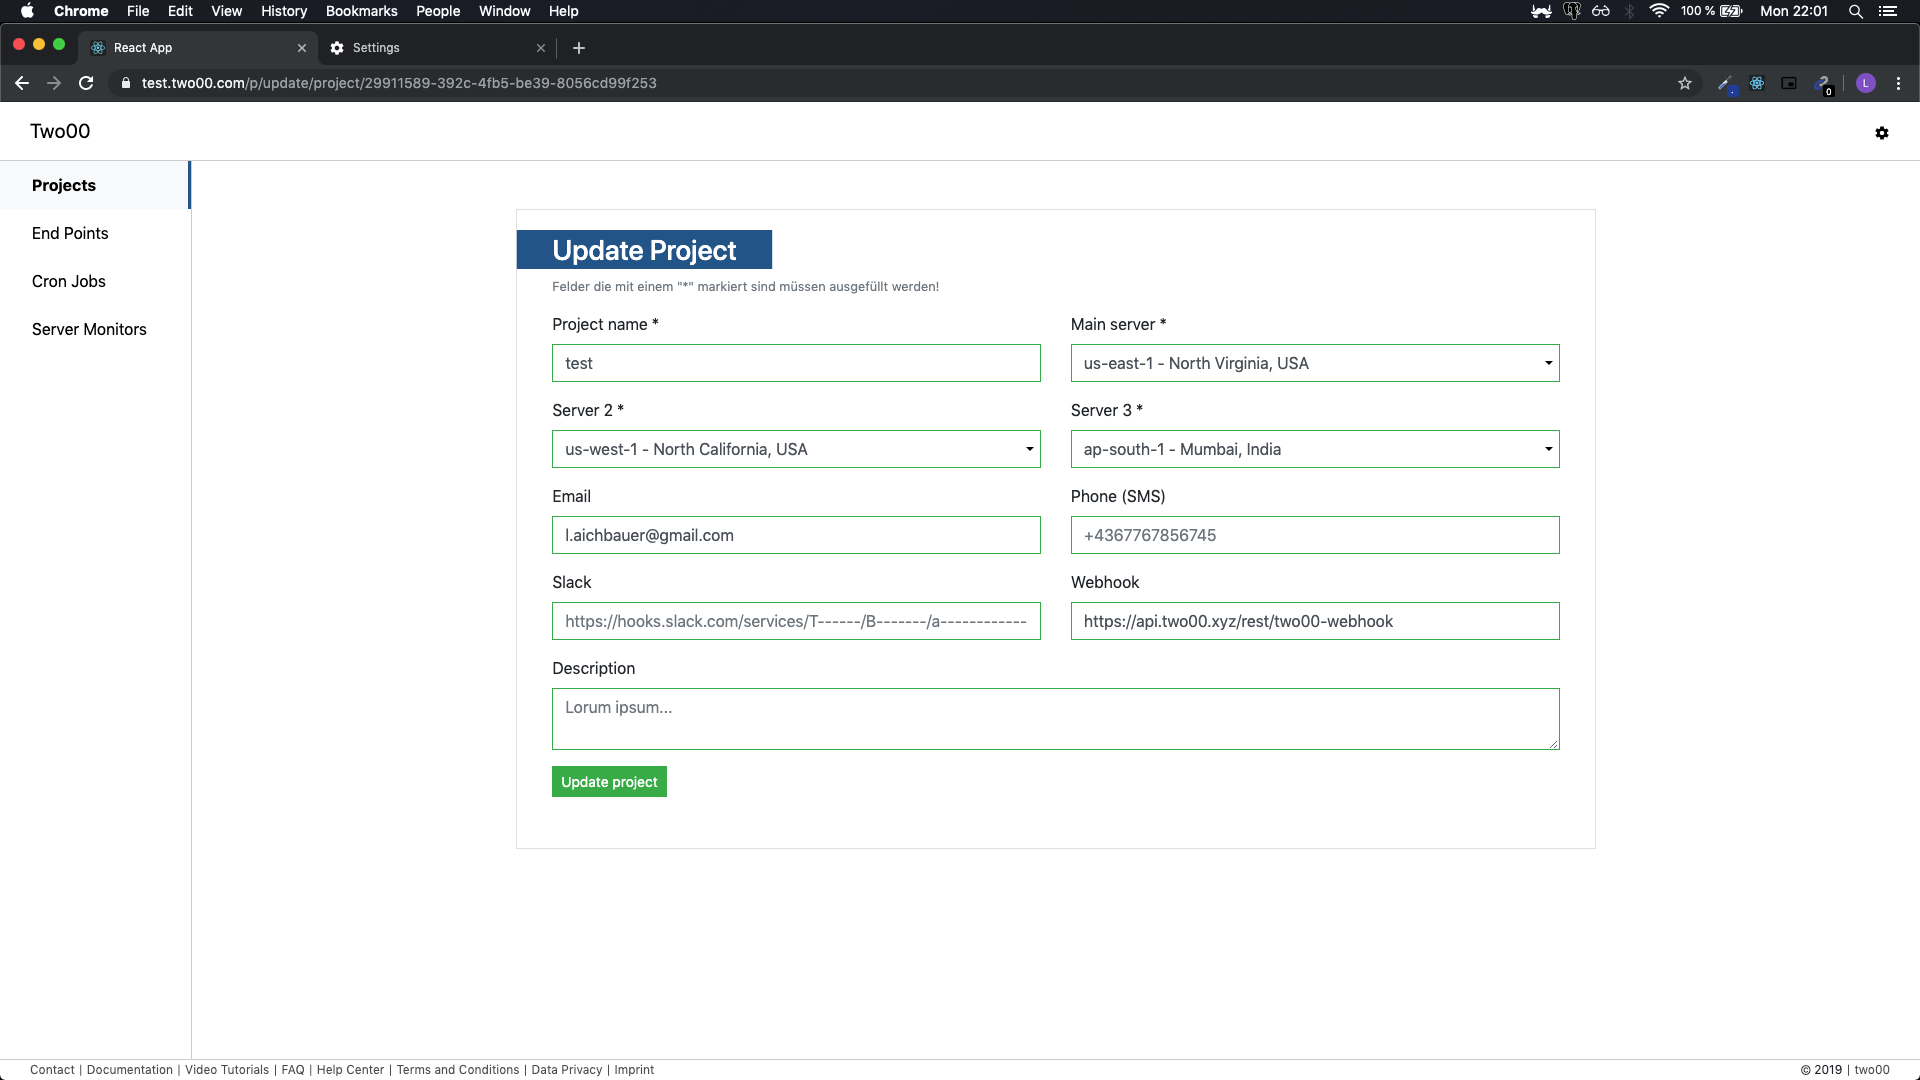 Chrome File Edit View History Bookmarks People Window Help 100 % Mon 22:01
React App Settings
test.two00.com/p/update/project/29911589-392c-4fb5-be39-8056cd99f253 0 L
Two00
Projects
End Points
Cron Jobs
Server Monitors
Update Project
Felder die mit einem "*" markiert sind müssen ausgefüllt werden!
Project name * Main server *
test us-east-1 - North Virginia, USA
Server 2 * Server 3 *
us-west-1 - North California, USA ap-south-1 - Mumbai, India
Email Phone (SMS)
l.aichbauer@gmail.com +4367767856745
Slack Webhook
https://hooks.slack.com/services/T------/B-------/a------------ https://api.two00.xyz/rest/two00-webhook
Description
Lorum ipsum...
Update project
Contact | Documentation | Video Tutorials | FAQ | Help Center | Terms and Conditions | Data Privacy | Imprint © 2019 | two00